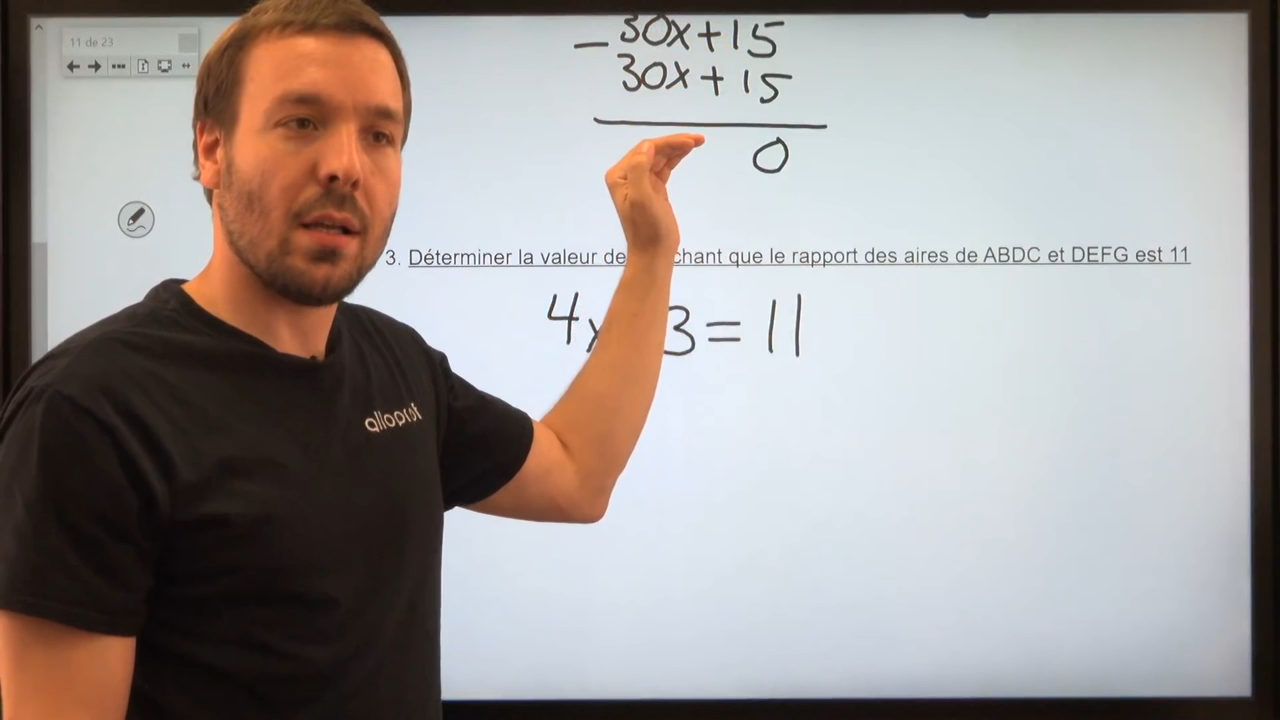 11 de 23
- 30x+15
30x+15
0
3. Déterminer la valeur de chant que le rapport des aires de ABDC et DEFG est 11
4x 3 = 11
alloprof